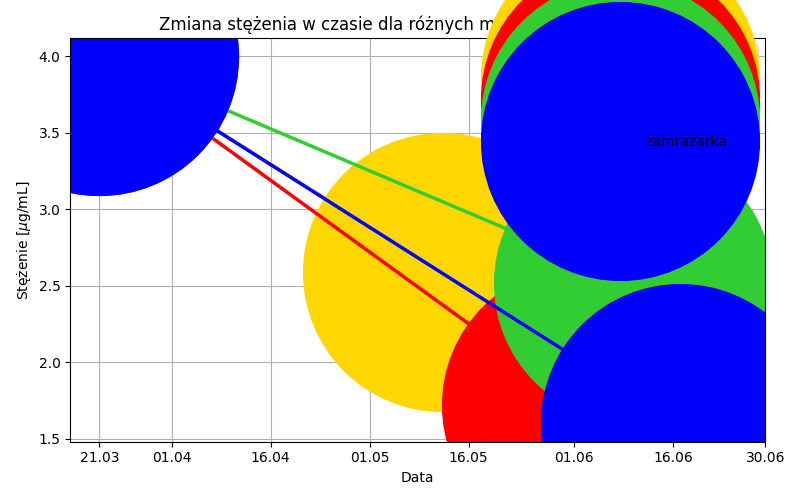 Zmiana stężenia w czasie dla różnych
4.0
3.5
3.0
2.5
2.0
1.5
Stężenie [µg/mL]
zamrażarka
21.03 01.04 16.04 01.05 16.05 01.06 16.06 30.06
Data